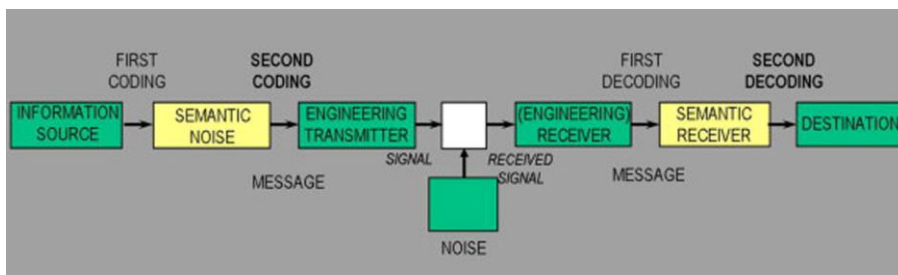 FIRST
CODING
SECOND
CODING
FIRST
DECODING
SECOND
DECODING
INFORMATION
SOURCE
SEMANTIC
NOISE
ENGINEERING
TRANSMITTER
(ENGINEERING)
RECEIVER
SEMANTIC
RECEIVER
DESTINATION
SIGNAL
RECEIVED
SIGNAL
MESSAGE
MESSAGE
NOISE